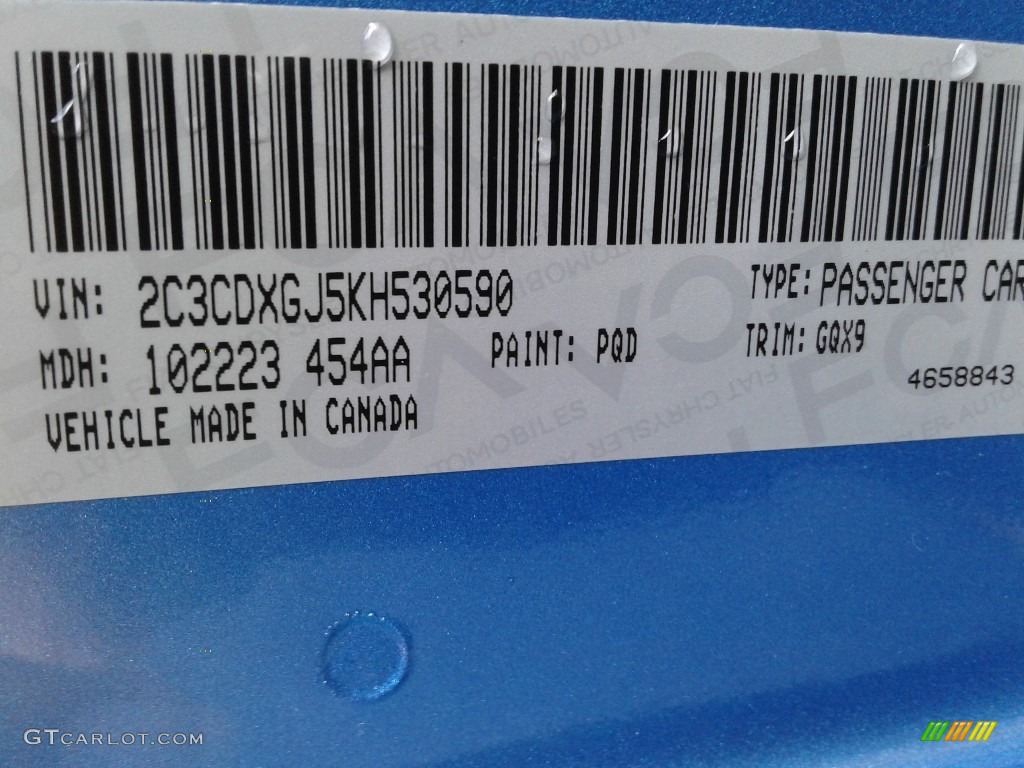 VIN: 2C3CDXGJ5KH530590 TYPE: PASSENGER CAR
MDH: 102223 454AA PAINT: PQD TRIM: GQX9
4658843
VEHICLE MADE IN CANADA
GTCARLOT.COM